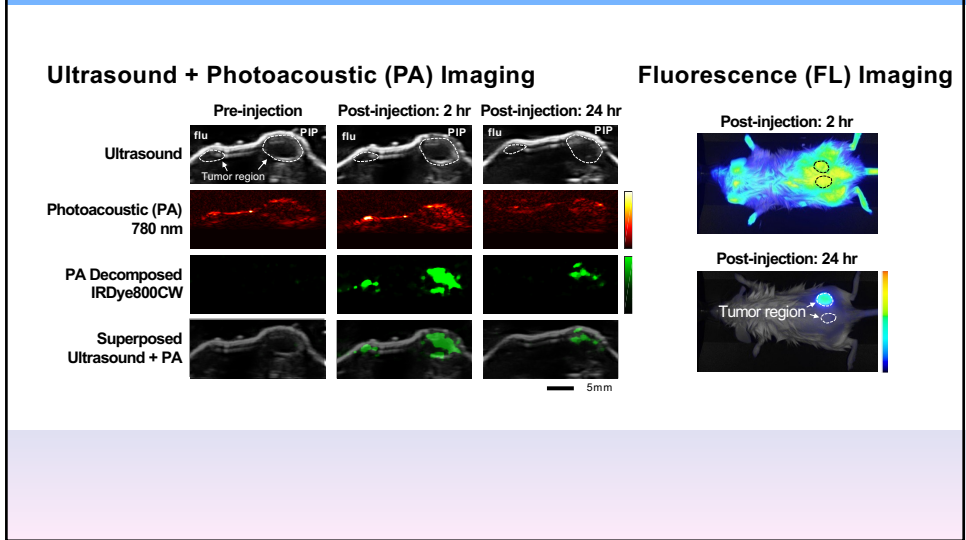 Ultrasound + Photoacoustic (PA) Imaging
Pre-injection
Post-injection: 2 hr
Post-injection: 24 hr
Ultrasound
flu
PIP
Tumor region
flu
PIP
flu
PIP
Photoacoustic (PA)
780 nm
PA Decomposed
IRDye800CW
Superposed
Ultrasound + PA
5mm
Fluorescence (FL) Imaging
Post-injection: 2 hr
Post-injection: 24 hr
Tumor region